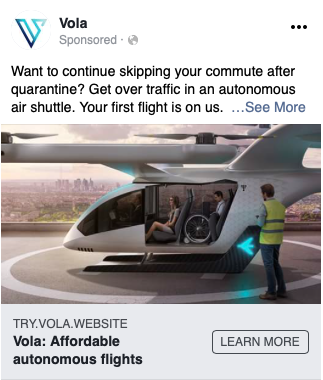 Vola
Sponsored ·
Want to continue skipping your commute after
quarantine? Get over traffic in an autonomous
air shuttle. Your first flight is on us. ...See More
TRY.VOLA.WEBSITE
Vola: Affordable
autonomous flights
LEARN MORE